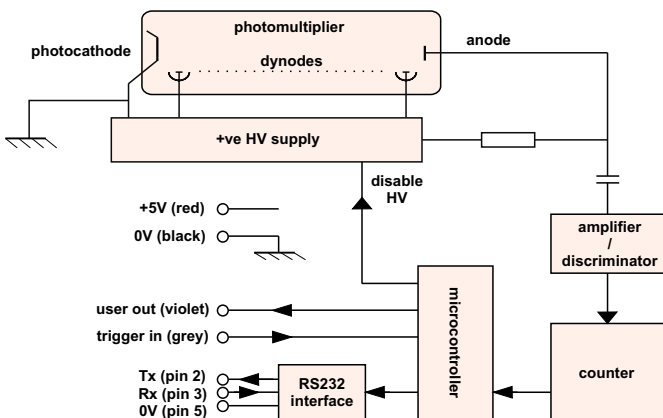 photomultiplier
photocathode
anode
dynodes
+ve HV supply
disable
HV
+5V (red)
0V (black)
amplifier
/
discriminator
microcontroller
user out (violet)
trigger in (grey)
counter
Tx (pin 2)
Rx (pin 3)
0V (pin 5)
RS232
interface